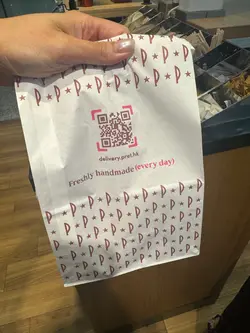 delivery.pret.hk
Freshly handmade (every day)